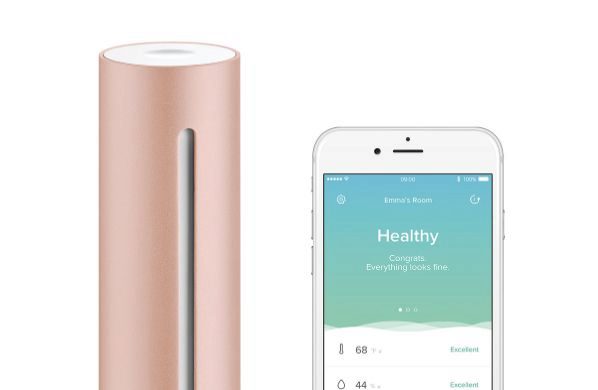 09:00
100%
Emma's Room
Healthy
Congrats.
Everything looks fine.
68 °F Excellent
44 % Excellent